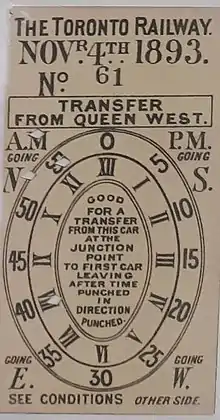 THE TORONTO RAILWAY.
NOVR. 4TH 1893.
No. 61
TRANSFER
FROM QUEEN WEST.
A.M P.M.
GOING GOING
N S.
0 5 10 15 20 25 30 35 40 45 50 55
XII I II III IV V VI VII VIII IX X XI
GOOD
FOR A
TRANSFER
FROM THIS CAR
AT THE
JUNCTION
POINT
TO FIRST CAR
LEAVING
AFTER TIME
PUNCHED
IN
DIRECTION
PUNCHED.
GOING GOING
E. W.
SEE CONDITIONS OTHER SIDE.